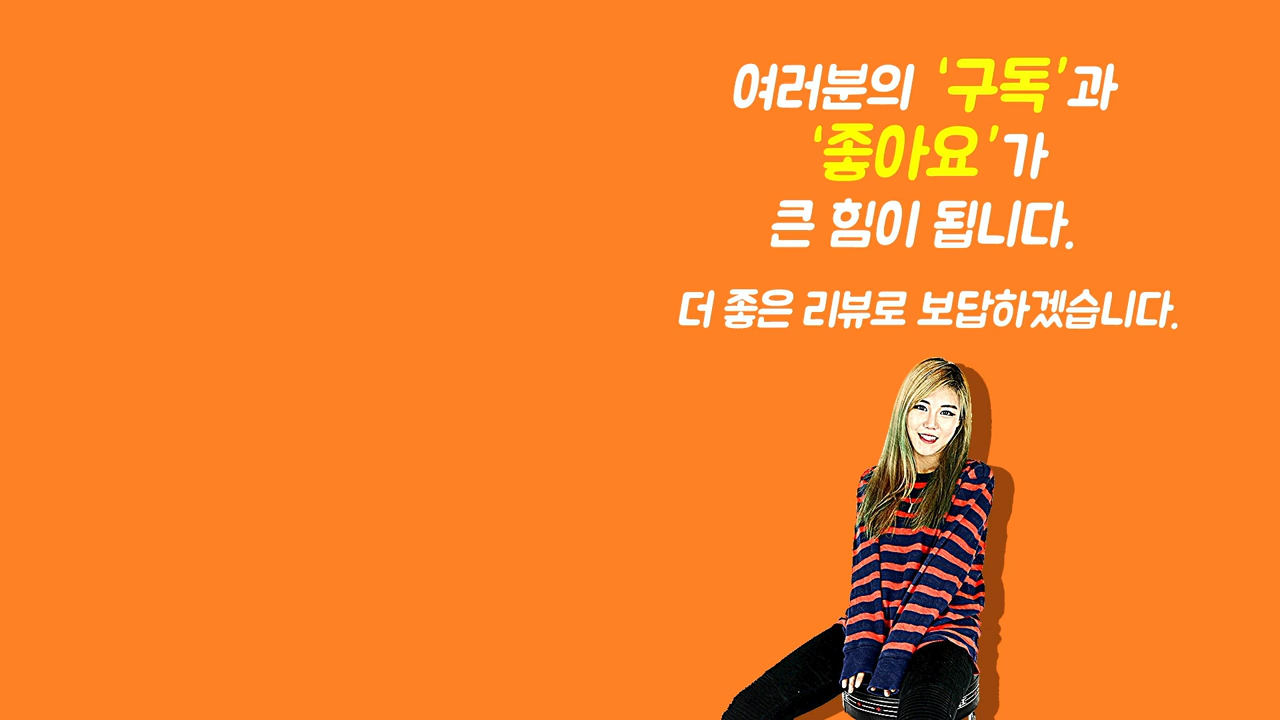 여러분의 '구독'과
'좋아요'가
큰 힘이 됩니다.
더 좋은 리뷰로 보답하겠습니다.